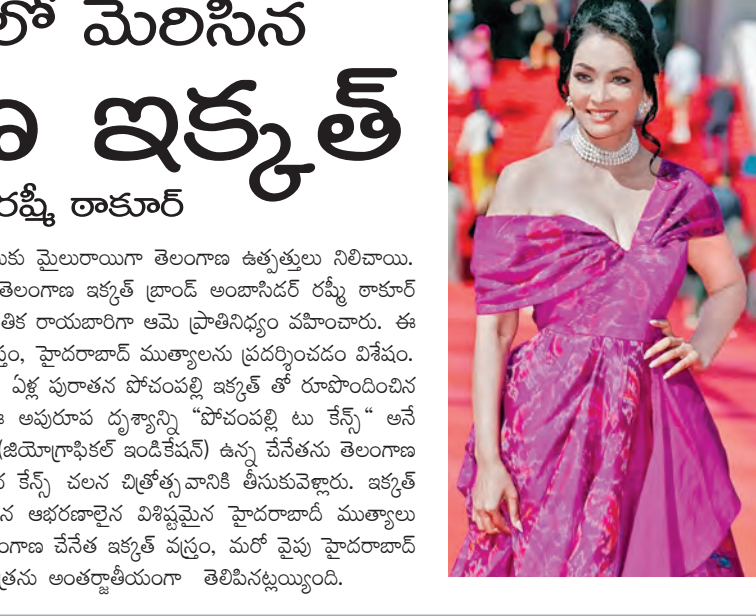 లో మెరిసిన
ణ ఇక్కత్
రష్మీ ఠాకూర్
మైలురాయిగా తెలంగాణ ఉత్పత్తులు నిలిచాయి.
తెలంగాణ ఇక్కత్ బ్రాండ్ అంబాసిడర్ రష్మీ ఠాకూర్
తిక రాయబారిగా ఆమె ప్రాతినిధ్యం వహించారు. ఈ
స్త్రం, హైదరాబాద్ ముత్యాలను ప్రదర్శించడం విశేషం.
ఏళ్ల పురాతన పోచంపల్లి ఇక్కత్ తో రూపొందించిన
ఈ అపురూప దృశ్యాన్ని “పోచంపల్లి టు కేన్స్“ అనే
(జియోగ్రాఫికల్ ఇండికేషన్) ఉన్న చేనేతను తెలంగాణ
కేన్స్ చలన చిత్రోత్సవానికి తీసుకువెళ్లారు. ఇక్కత్
న ఆభరణాలైన విశిష్టమైన హైదరాబాదీ ముత్యాలు
ంగాణ చేనేత ఇక్కత్ వస్త్రం, మరో వైపు హైదరాబాద్
త్రను అంతర్జాతీయంగా తెలిపినట్లయ్యింది.